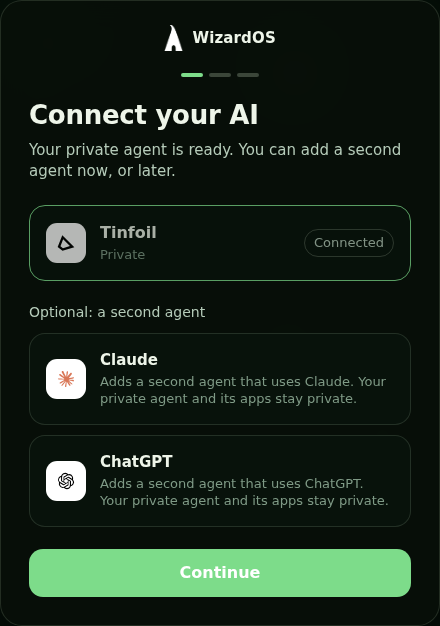 WizardOS
Connect your AI
Your private agent is ready. You can add a second
agent now, or later.
Tinfoil
Private
Connected
Optional: a second agent
Claude
Adds a second agent that uses Claude. Your
private agent and its apps stay private.
ChatGPT
Adds a second agent that uses ChatGPT.
Your private agent and its apps stay private.
Continue